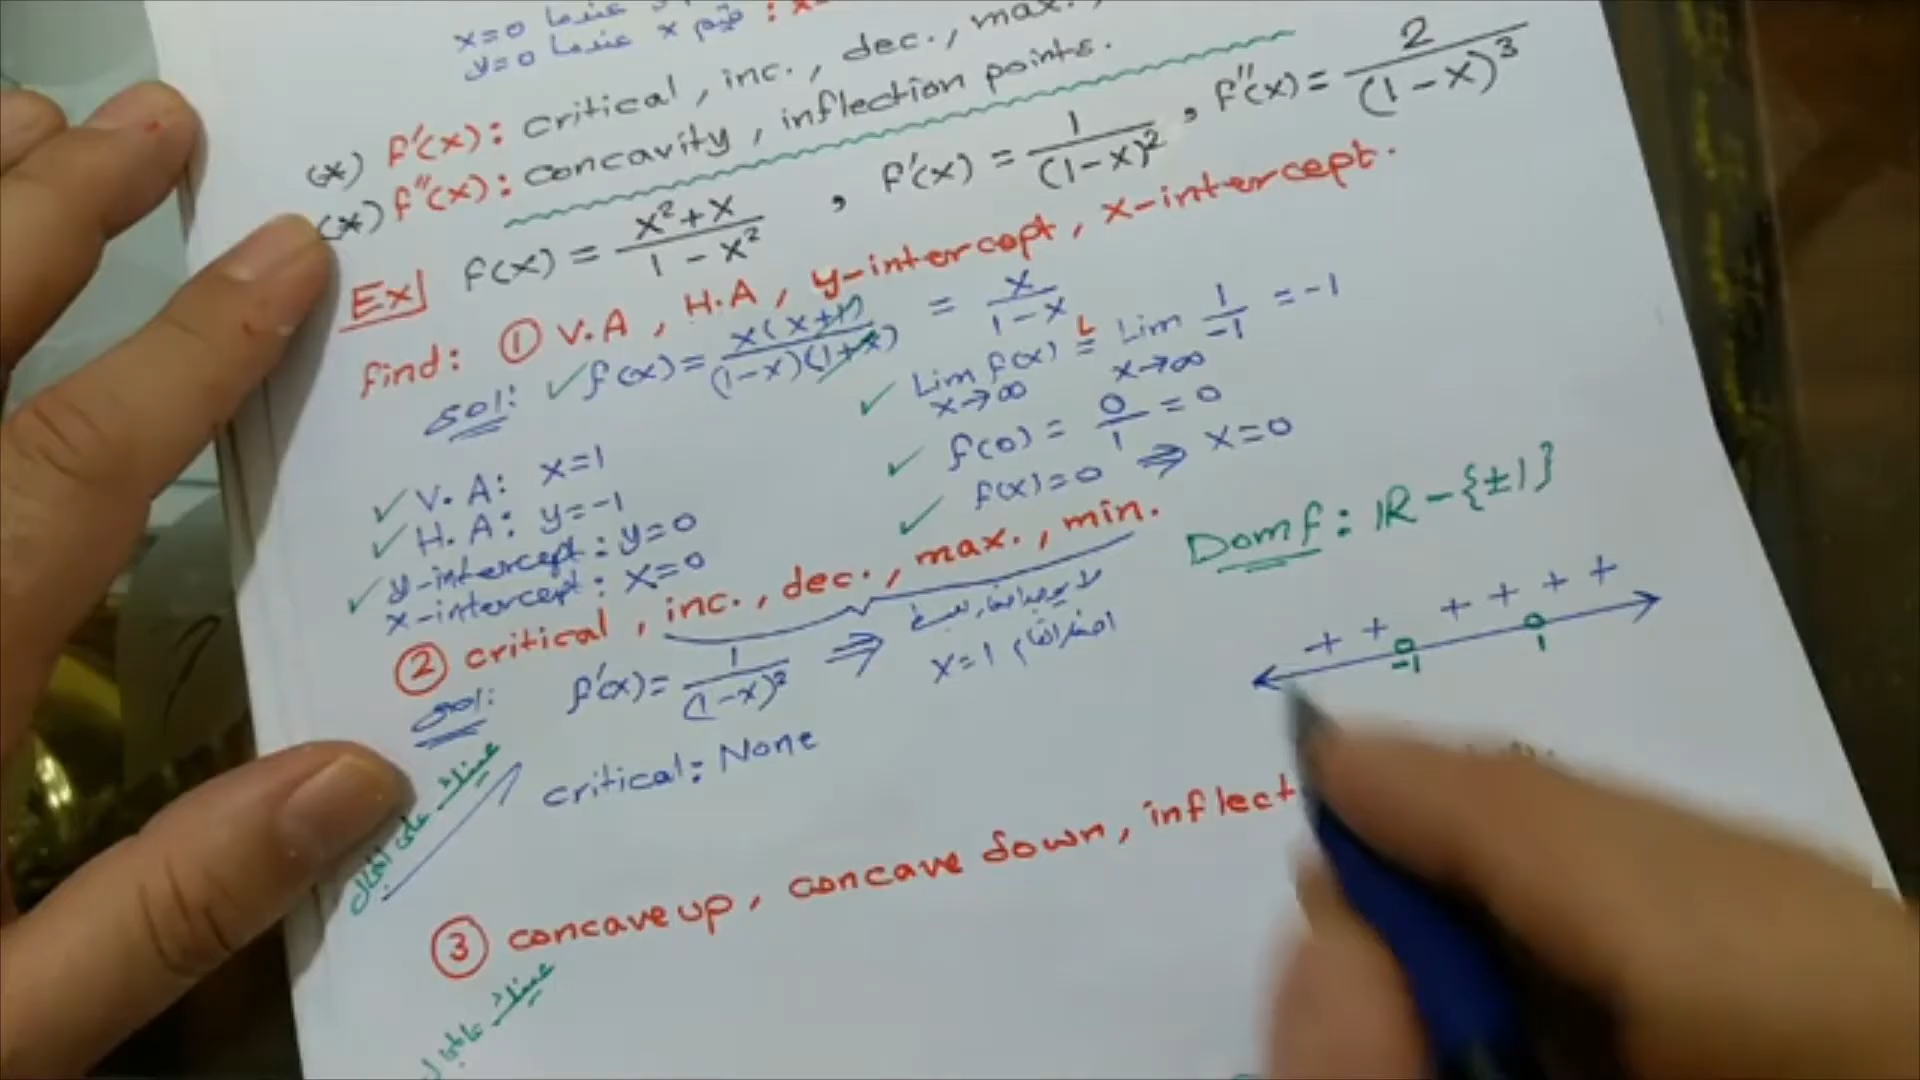 x=0 عندما
y=0 عندما x قيم :
(*) f'(x): critical, inc., dec., max.,
(*) f''(x): concavity, inflection points.
Ex] f(x) = (x²+x)/(1-x²) , f'(x) = 1/(1-x)² , f''(x) = 2/(1-x)³
find: ① V.A, H.A, y-intercept, x-intercept.
sol: ✓ f(x) = x(x+1)/((1-x)(1+x)) = x/(1-x)
✓ Lim x→∞ f(x) L= Lim x→∞ 1/-1 = -1
✓ f(0) = 0/1 = 0
✓ f(x)=0 ⇒ x=0
✓ V.A: x=1
✓ H.A: y=-1
✓ y-intercept: y=0
x-intercept: x=0
② critical, inc., dec., max., min.
Dom f: ℝ-{±1}
sol: f'(x) = 1/(1-x)² ⇒
x=1
+ + -1 + + + + 1
critical: None
③ concave up, concave down, inflect